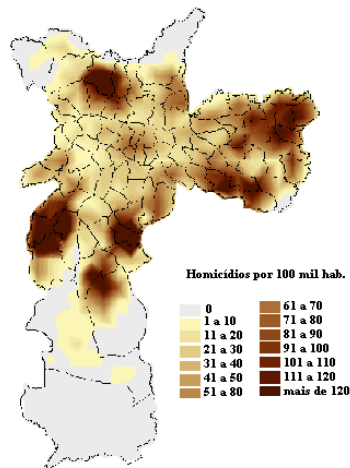 Homicídios por 100 mil hab.
0
1 a 10
11 a 20
21 a 30
31 a 40
41 a 50
51 a 80
61 a 70
71 a 80
81 a 90
91 a 100
101 a 110
111 a 120
mais de 120